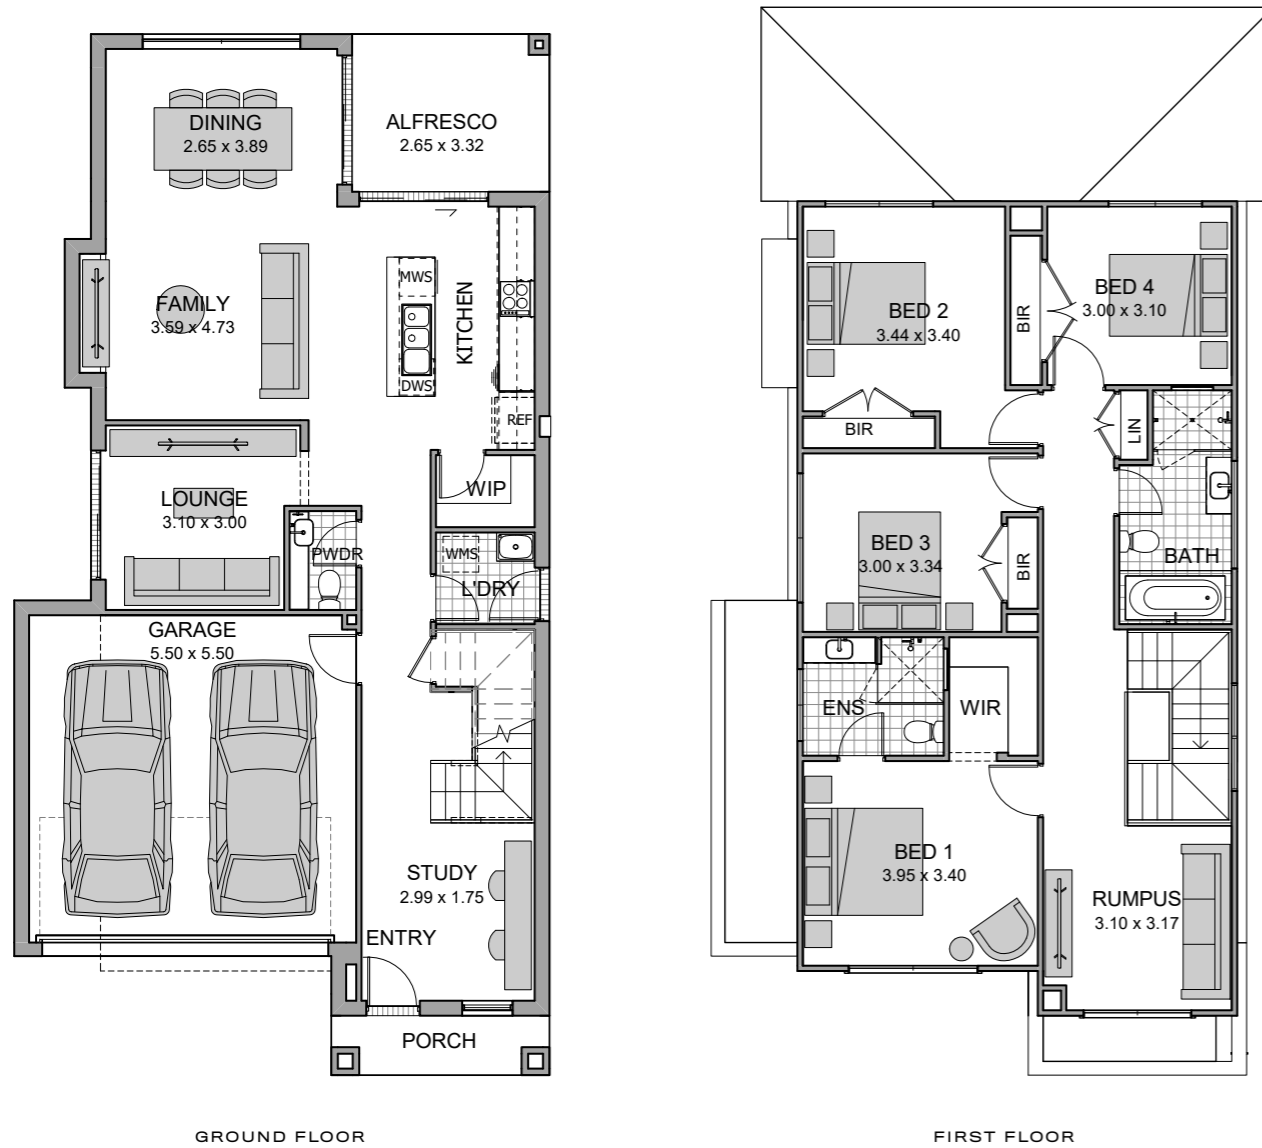 DINING
2.65 x 3.89
ALFRESCO
2.65 x 3.32
FAMILY
3.59 x 4.73
MWS
KITCHEN
DWS
REF
WIP
LOUNGE
3.10 x 3.00
PWDR
WMS
L'DRY
GARAGE
5.50 x 5.50
STUDY
2.99 x 1.75
ENTRY
PORCH
GROUND FLOOR
BED 2
3.44 x 3.40
BIR
BED 4
3.00 x 3.10
BIR
LIN
BED 3
3.00 x 3.34
BIR
BATH
ENS
WIR
BED 1
3.95 x 3.40
RUMPUS
3.10 x 3.17
FIRST FLOOR